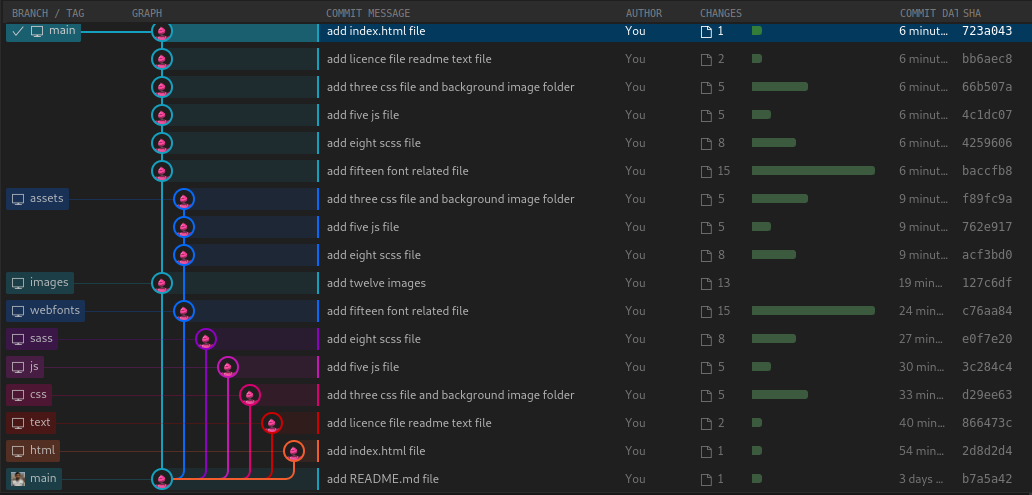 BRANCH / TAG GRAPH COMMIT MESSAGE AUTHOR CHANGES COMMIT DAT SHA
main add index.html file You 1 6 minut... 723a043
add licence file readme text file You 2 6 minut... bb6aec8
add three css file and background image folder You 5 6 minut... 66b507a
add five js file You 5 6 minut... 4c1dc07
add eight scss file You 8 6 minut... 4259606
add fifteen font related file You 15 6 minut... baccfb8
assets add three css file and background image folder You 5 9 minut... f89fc9a
add five js file You 5 9 minut... 762e917
add eight scss file You 8 9 minut... acf3bd0
images add twelve images You 13 19 min... 127c6df
webfonts add fifteen font related file You 15 24 min... c76aa84
sass add eight scss file You 8 27 min... e0f7e20
js add five js file You 5 30 min... 3c284c4
css add three css file and background image folder You 5 33 min... d29ee63
text add licence file readme text file You 2 40 min... 866473c
html add index.html file You 1 54 min... 2d8d2d4
main add README.md file You 1 3 days ... b7a5a42